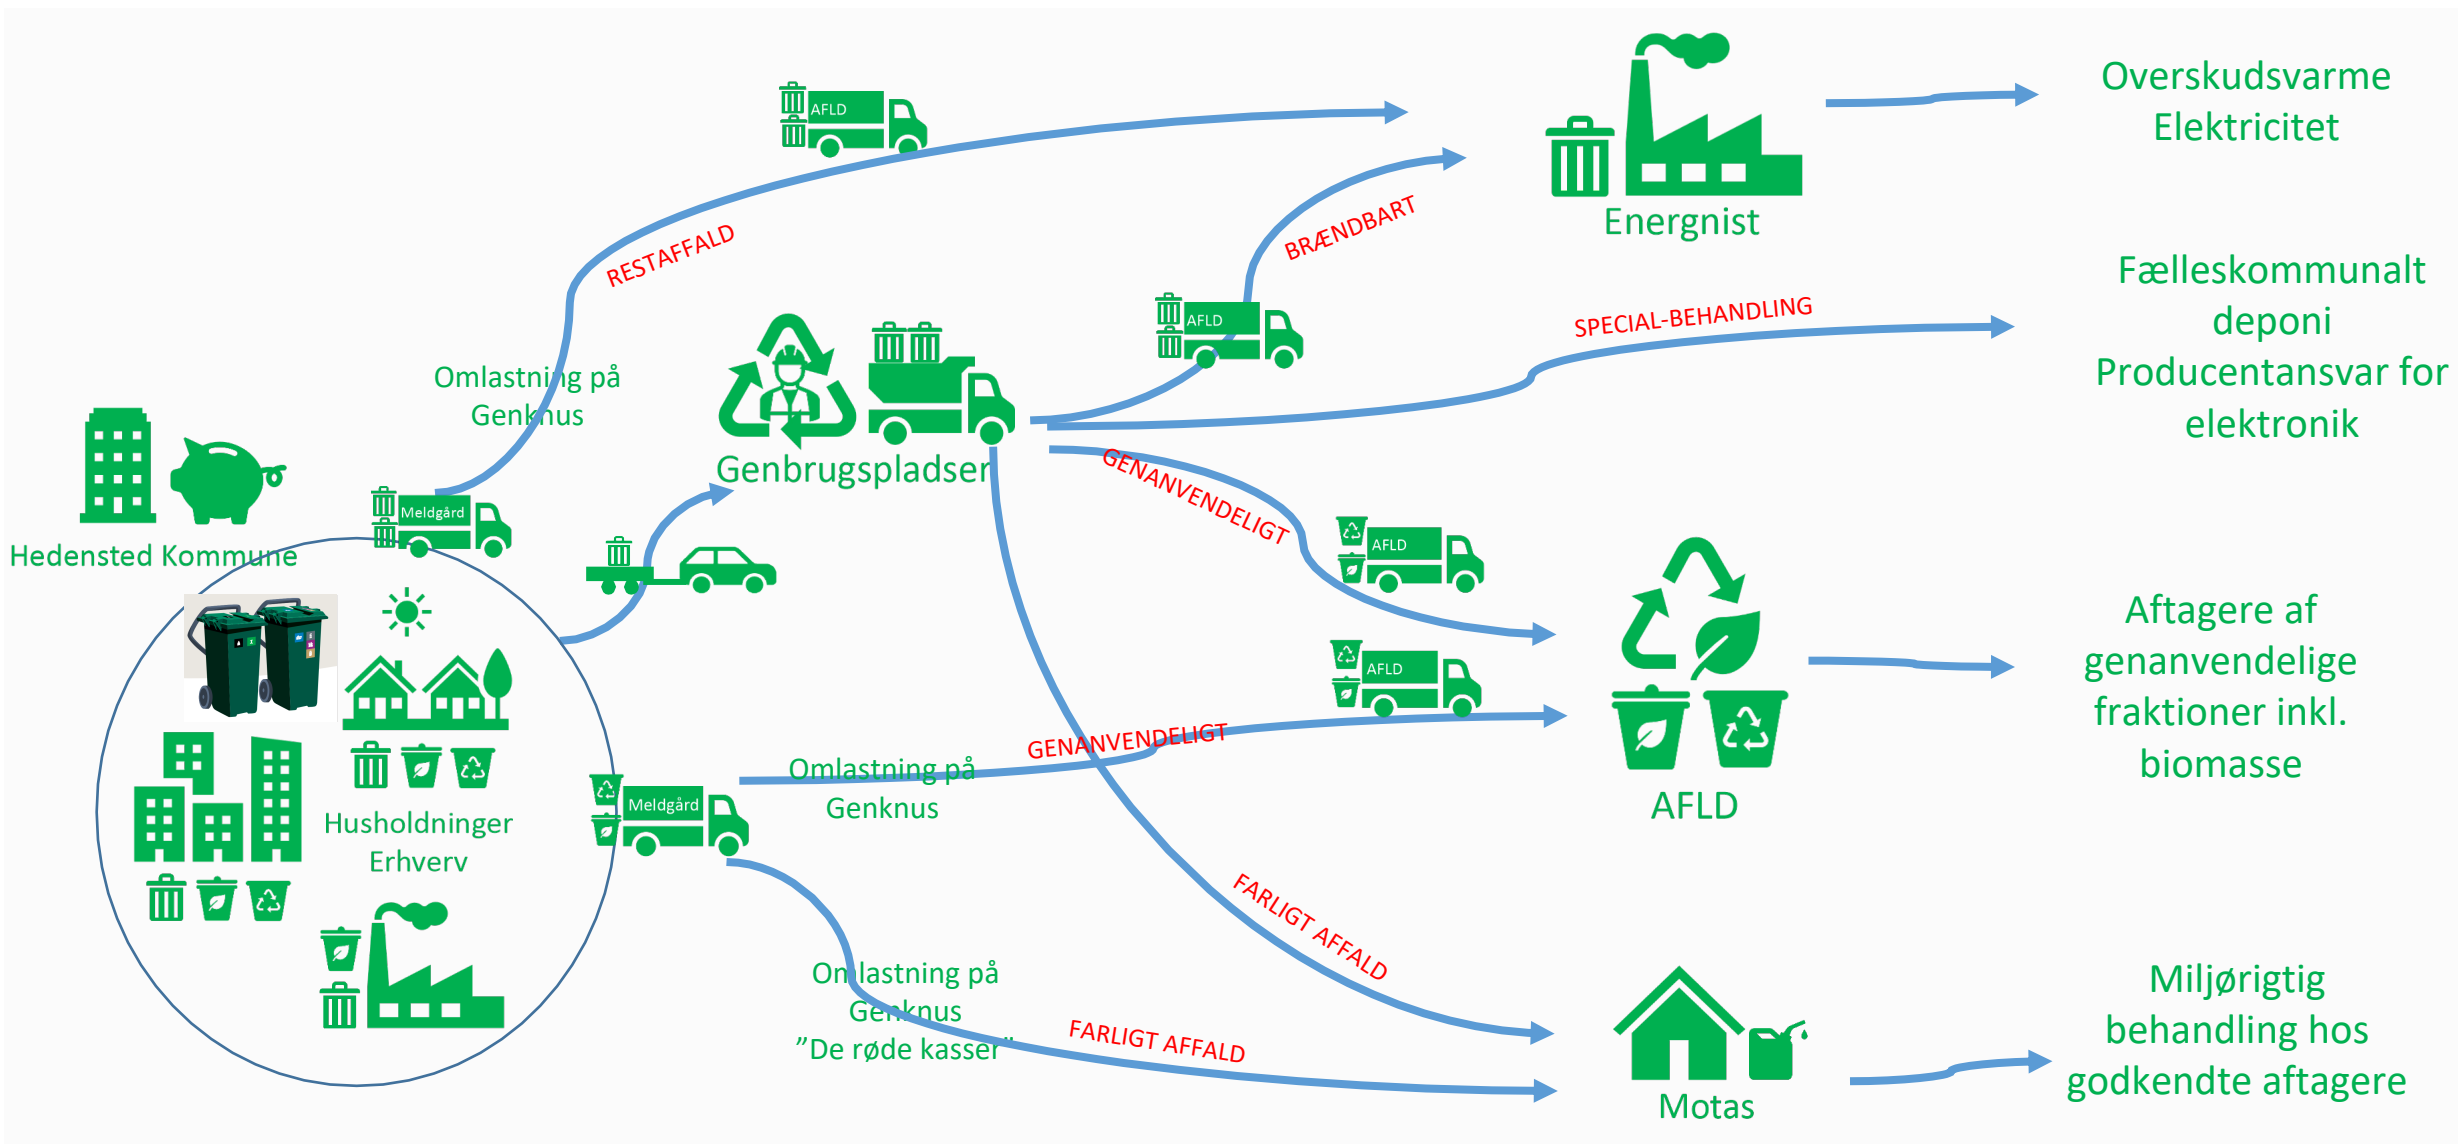 AFLD
Overskudsvarme
Elektricitet
Energnist
RESTAFFALD
BRÆNDBART
AFLD
SPECIAL-BEHANDLING
Fælleskommunalt
deponi
Producentansvar for
elektronik
Omlastning på
Genknus
Genbrugspladser
Meldgård
Hedensted Kommune
GENANVENDELIGT
AFLD
AFLD
Aftagere af
genanvendelige
fraktioner inkl.
biomasse
GENANVENDELIGT
Omlastning på
Genknus
AFLD
Meldgård
Husholdninger
Erhverv
FARLIGT AFFALD
Omlastning på
Genknus
”De røde kasser”
FARLIGT AFFALD
Motas
Miljørigtig
behandling hos
godkendte aftagere